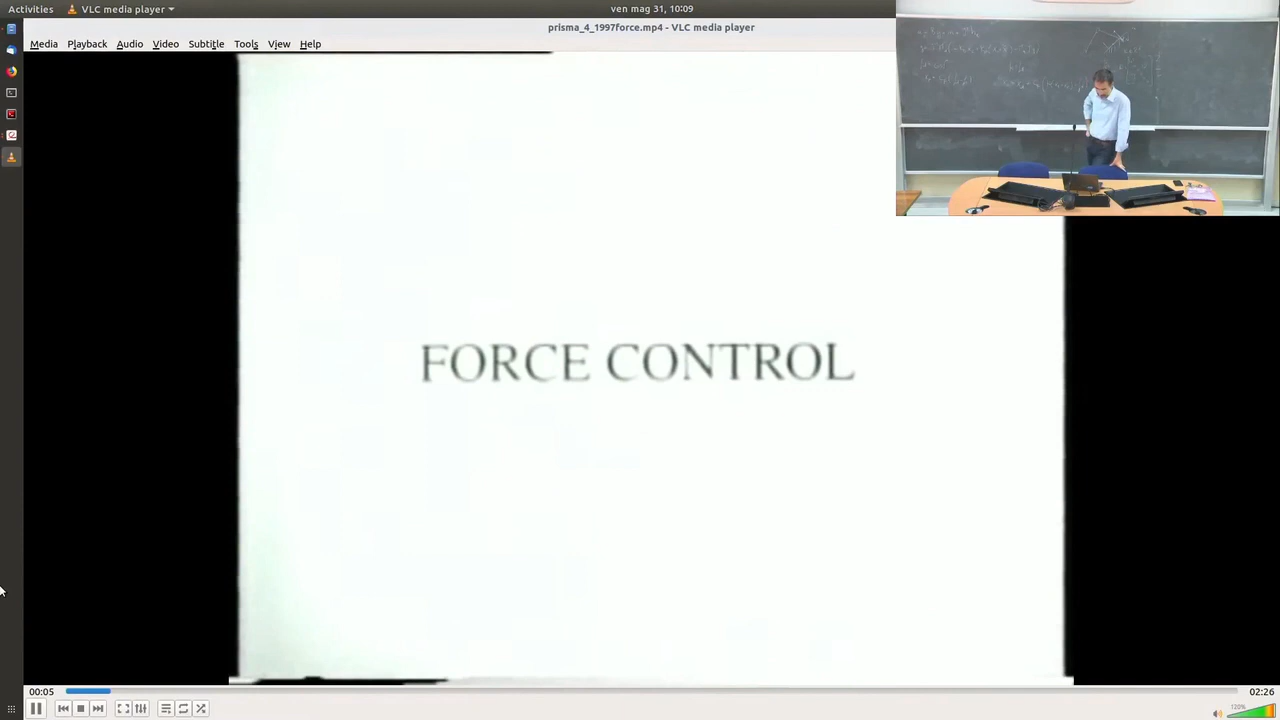 Activities
VLC media player
ven mag 31, 10:09
prisma_4_1997force.mp4 - VLC media player
Media Playback Audio Video Subtitle Tools View Help
FORCE CONTROL
00:05
02:26
120%